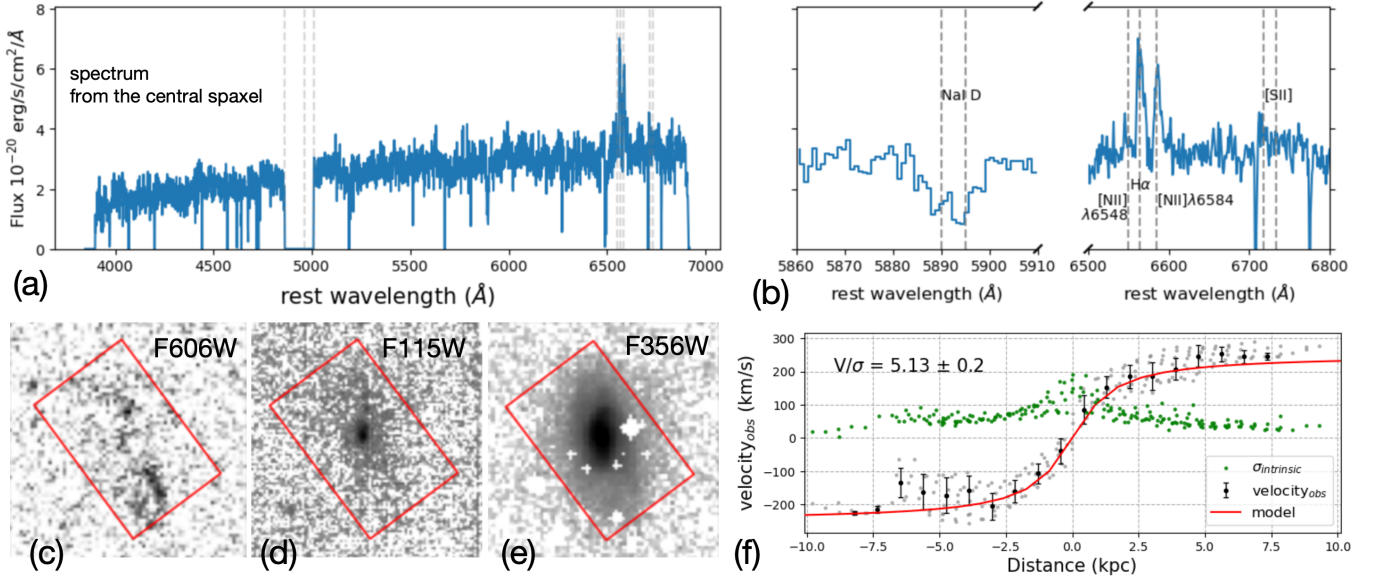 8
6
4
2
0
Flux 10⁻²⁰ erg/s/cm²/Å
spectrum
from the central spaxel
4000 4500 5000 5500 6000 6500 7000
rest wavelength (Å)
(a)
NaI D
[SII]
Hα
[NII] [NII]λ6584
λ6548
5860 5870 5880 5890 5900 5910 6500 6600 6700 6800
rest wavelength (Å) rest wavelength (Å)
(b)
F606W
(c)
F115W
(d)
F356W
(e)
300
200
100
0
−100
−200
velocity_obs (km/s)
V/σ = 5.13 ± 0.2
σ_intrinsic
velocity_obs
model
−10.0 −7.5 −5.0 −2.5 0.0 2.5 5.0 7.5 10.0
Distance (kpc)
(f)